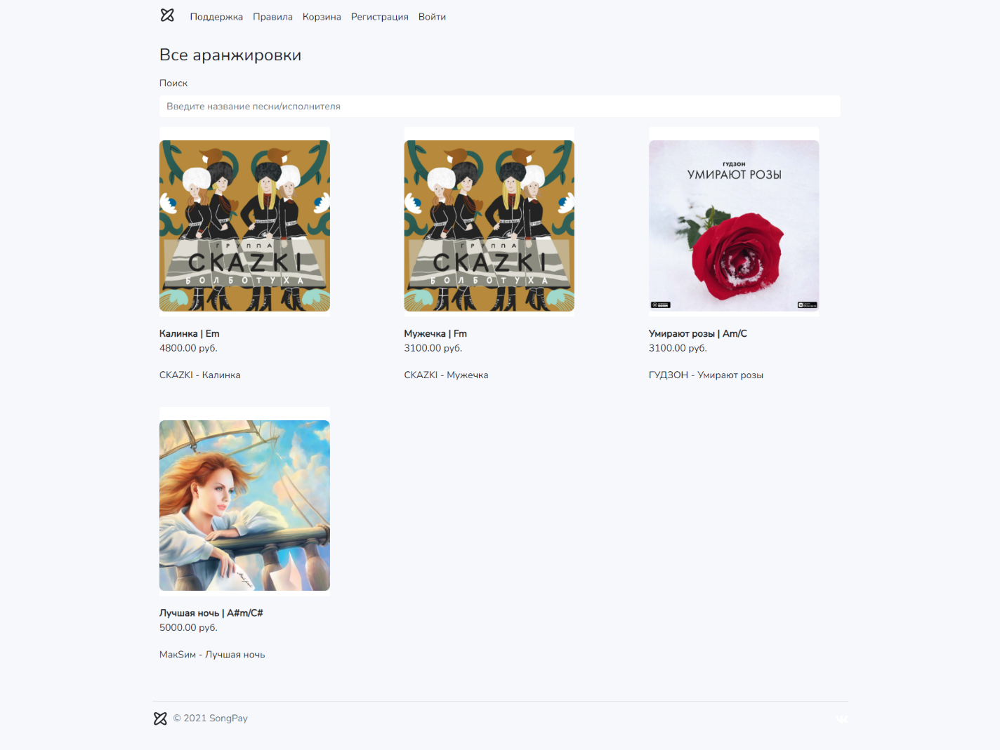 Поддержка Правила Корзина Регистрация Войти
Все аранжировки
Поиск
Введите название песни/исполнителя
ГРУППА
CKAZKI
БОЛБОТУХА
ГРУППА
CKAZKI
БОЛБОТУХА
ГУДЗОН
УМИРАЮТ РОЗЫ
BOOM
Калинка | Em
4800.00 руб.
CKAZKI - Калинка
Мужечка | Fm
3100.00 руб.
CKAZKI - Мужечка
Умирают розы | Am/C
3100.00 руб.
ГУДЗОН - Умирают розы
Лучшая ночь | A#m/C#
5000.00 руб.
МакSим - Лучшая ночь
© 2021 SongPay